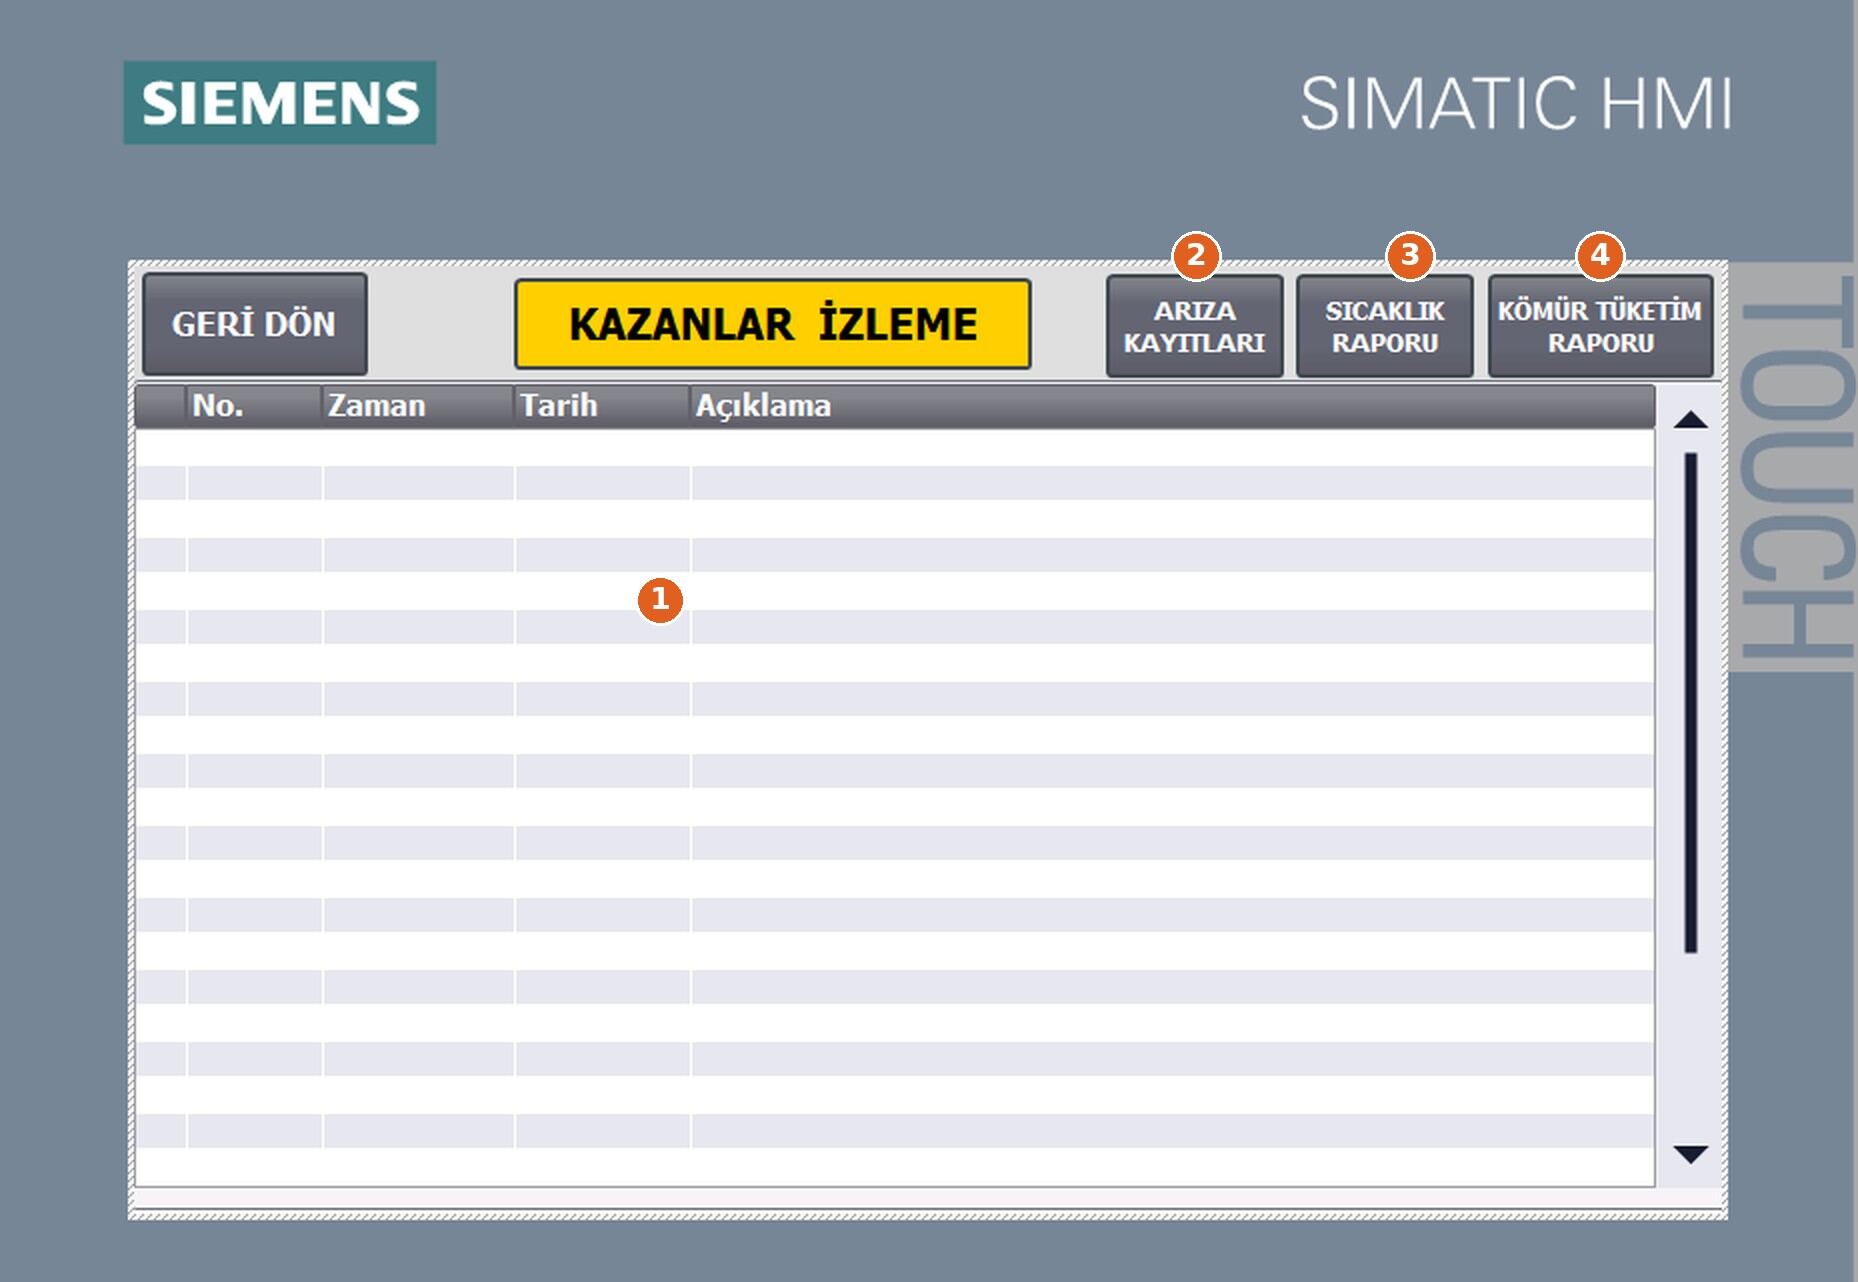 SIEMENS
SIMATIC HMI
2
3
4
GERİ DÖN
KAZANLAR İZLEME
ARIZA
KAYITLARI
SICAKLIK
RAPORU
KÖMÜR TÜKETİM
RAPORU
TOUCH
No. Zaman Tarih Açıklama
1